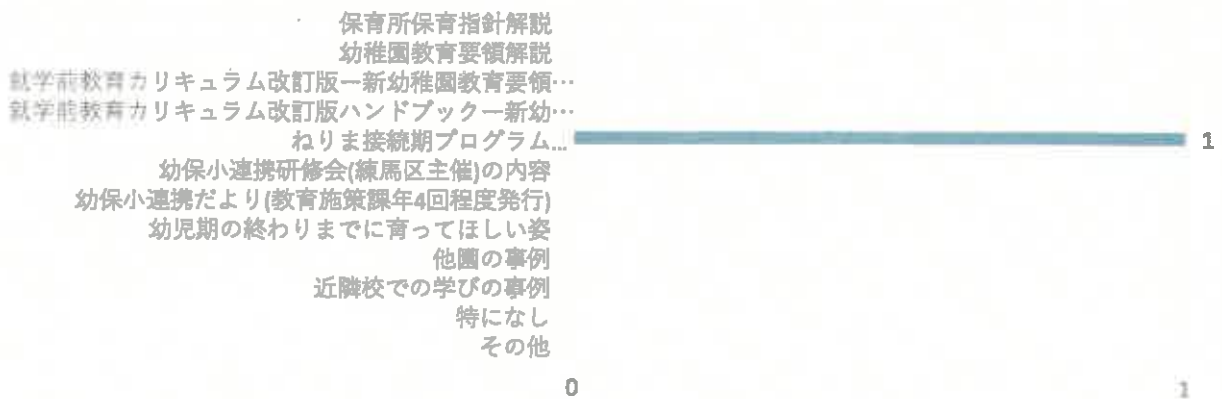 保育所保育指針解説
幼稚園教育要領解説
就学前教育カリキュラム改訂版ー新幼稚園教育要領…
就学前教育カリキュラム改訂版ハンドブックー新幼…
ねりま接続期プログラム… 1
幼保小連携研修会(練馬区主催)の内容
幼保小連携だより(教育施策課年4回程度発行)
幼児期の終わりまでに育ってほしい姿
他園の事例
近隣校での学びの事例
特になし
その他
0 1